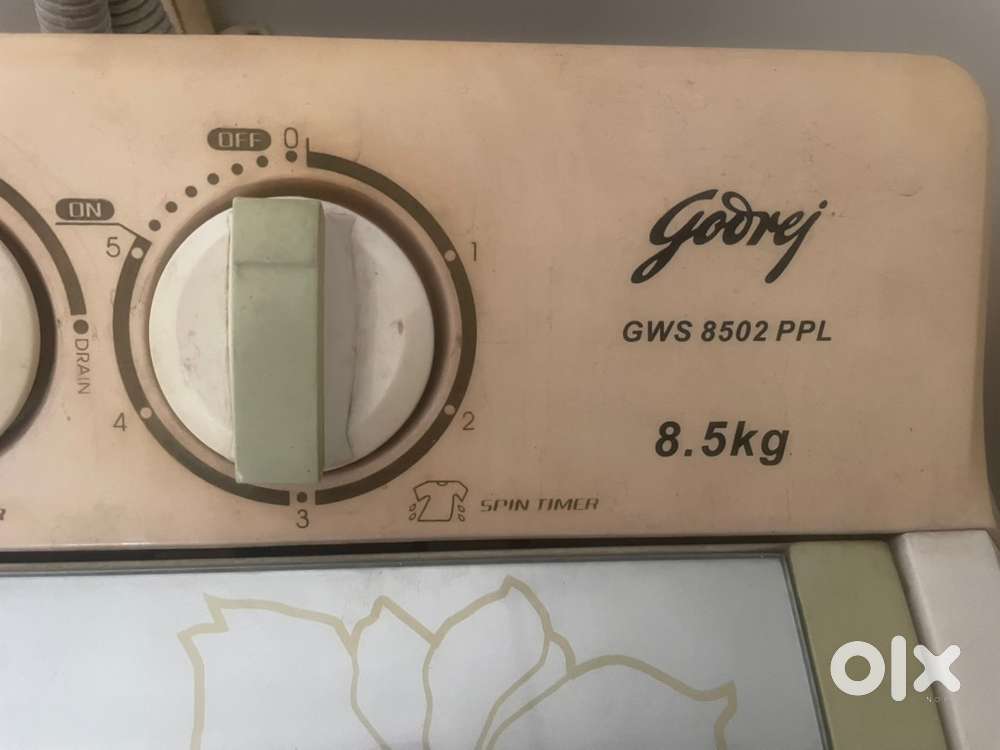 OFF 0
ON
5
1
DRAIN
4
2
3
SPIN TIMER
Godrej
GWS 8502 PPL
8.5kg
olx